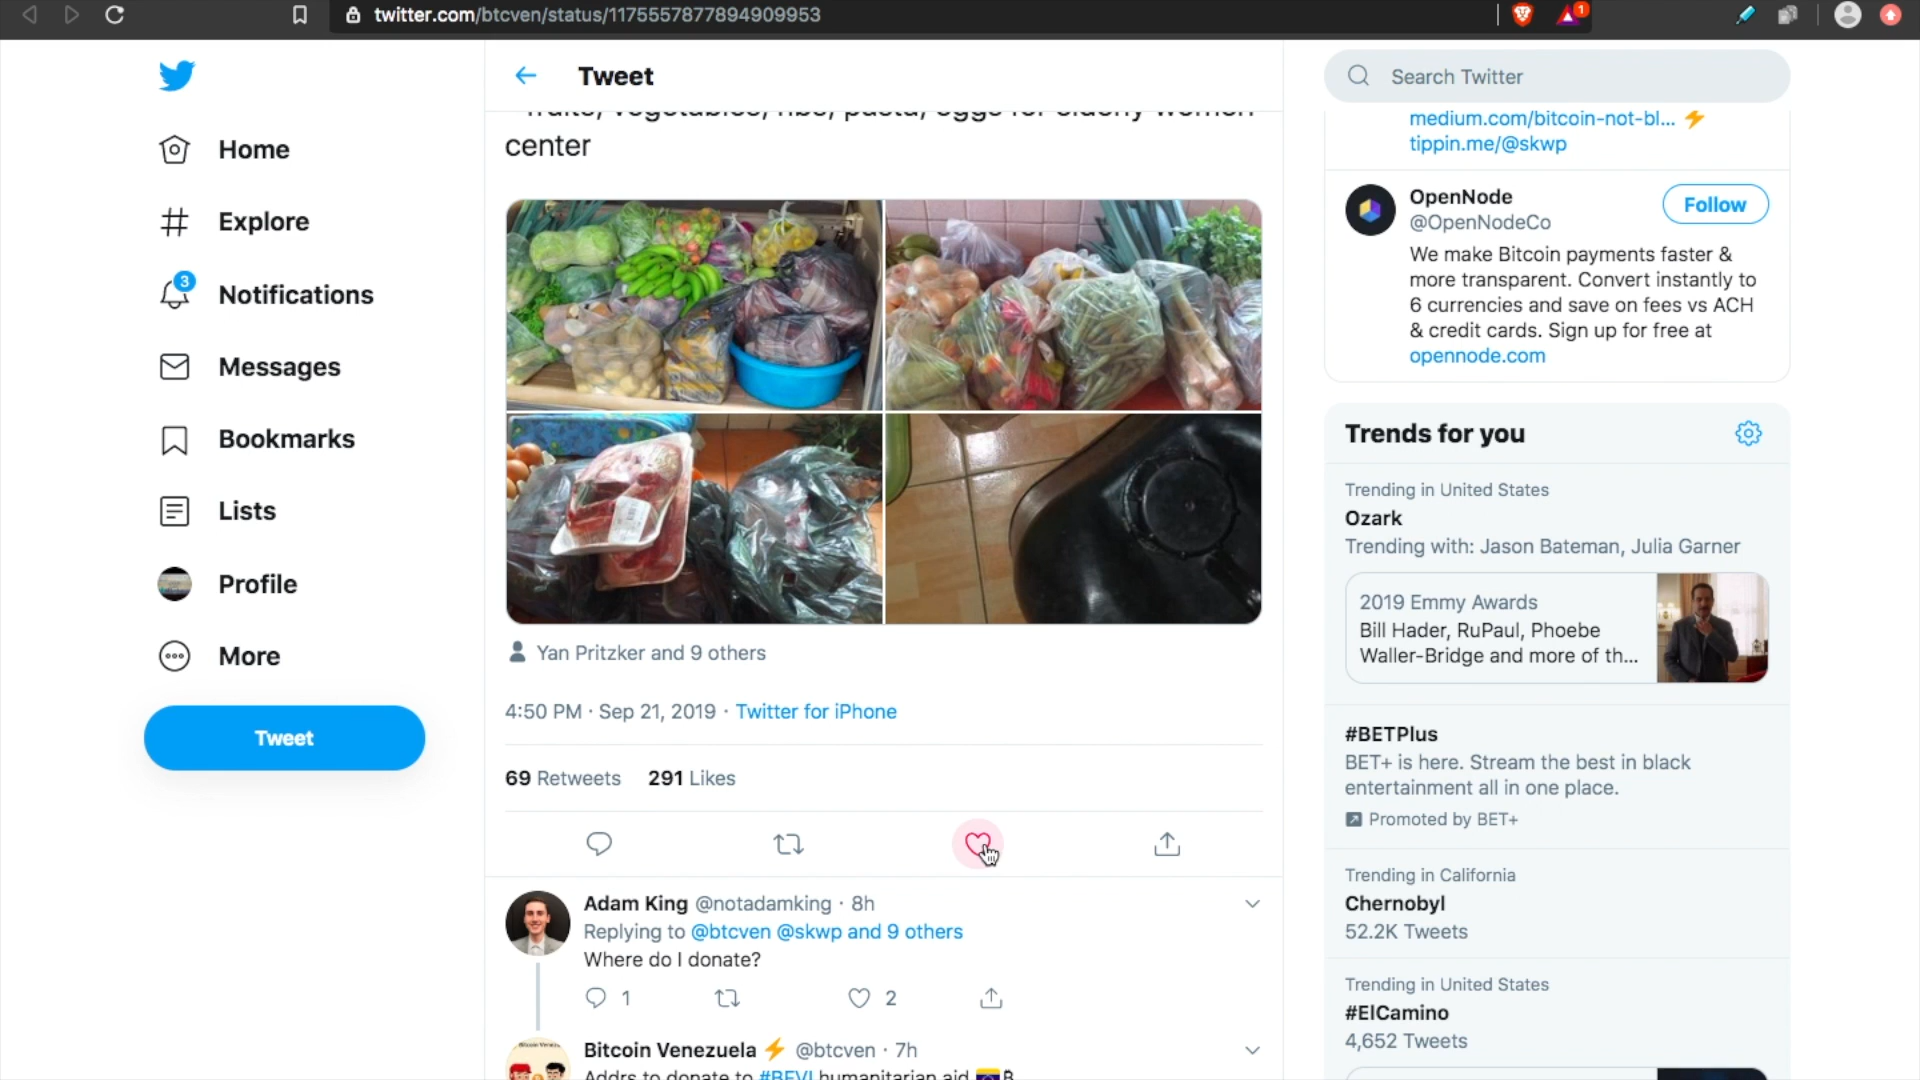 twitter.com/btcven/status/1175557877894909953
1
Home
Explore
3
Notifications
Messages
Bookmarks
Lists
Profile
More
Tweet
Tweet
fruits, vegetables, ribs, pasta, eggs for elderly women
center
Yan Pritzker and 9 others
4:50 PM · Sep 21, 2019 · Twitter for iPhone
69 Retweets 291 Likes
Adam King @notadamking · 8h
Replying to @btcven @skwp and 9 others
Where do I donate?
1
2
Bitcoin Venezuela ⚡ @btcven · 7h
Addrs to donate to #BFVI humanitarian aid
Search Twitter
medium.com/bitcoin-not-bl... ⚡
tippin.me/@skwp
OpenNode
@OpenNodeCo
Follow
We make Bitcoin payments faster &
more transparent. Convert instantly to
6 currencies and save on fees vs ACH
& credit cards. Sign up for free at
opennode.com
Trends for you
Trending in United States
Ozark
Trending with: Jason Bateman, Julia Garner
2019 Emmy Awards
Bill Hader, RuPaul, Phoebe
Waller-Bridge and more of th...
#BETPlus
BET+ is here. Stream the best in black
entertainment all in one place.
Promoted by BET+
Trending in California
Chernobyl
52.2K Tweets
Trending in United States
#ElCamino
4,652 Tweets